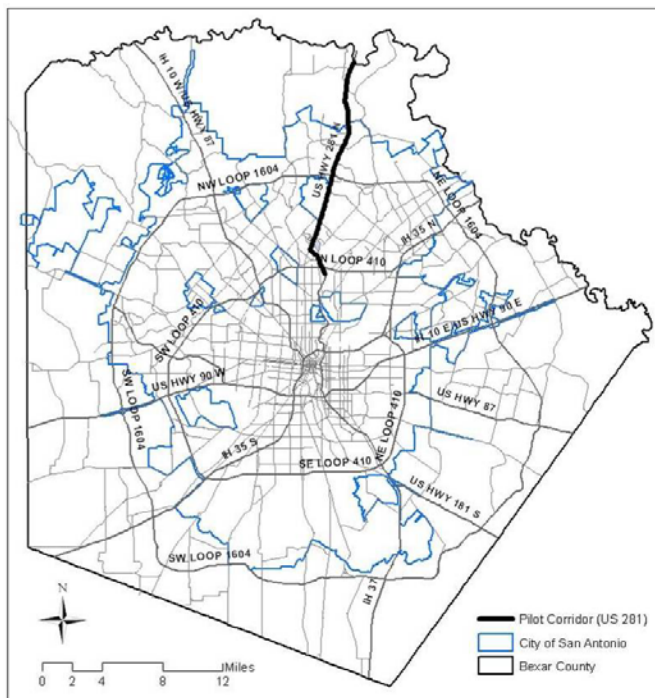 IH 10 W/US HWY 87
US HWY 281 N
NW LOOP 1604
NE LOOP 1604
IH 35 N
N LOOP 410
SW LOOP 410
IH 10 E/US HWY 90 E
US HWY 90 W
SW LOOP 1604
US HWY 87
NE LOOP 410
IH 35 S
SE LOOP 410
US HWY 181 S
SW LOOP 1604
IH 37
N
Miles
0 2 4 8 12
Pilot Corridor (US 281)
City of San Antonio
Bexar County